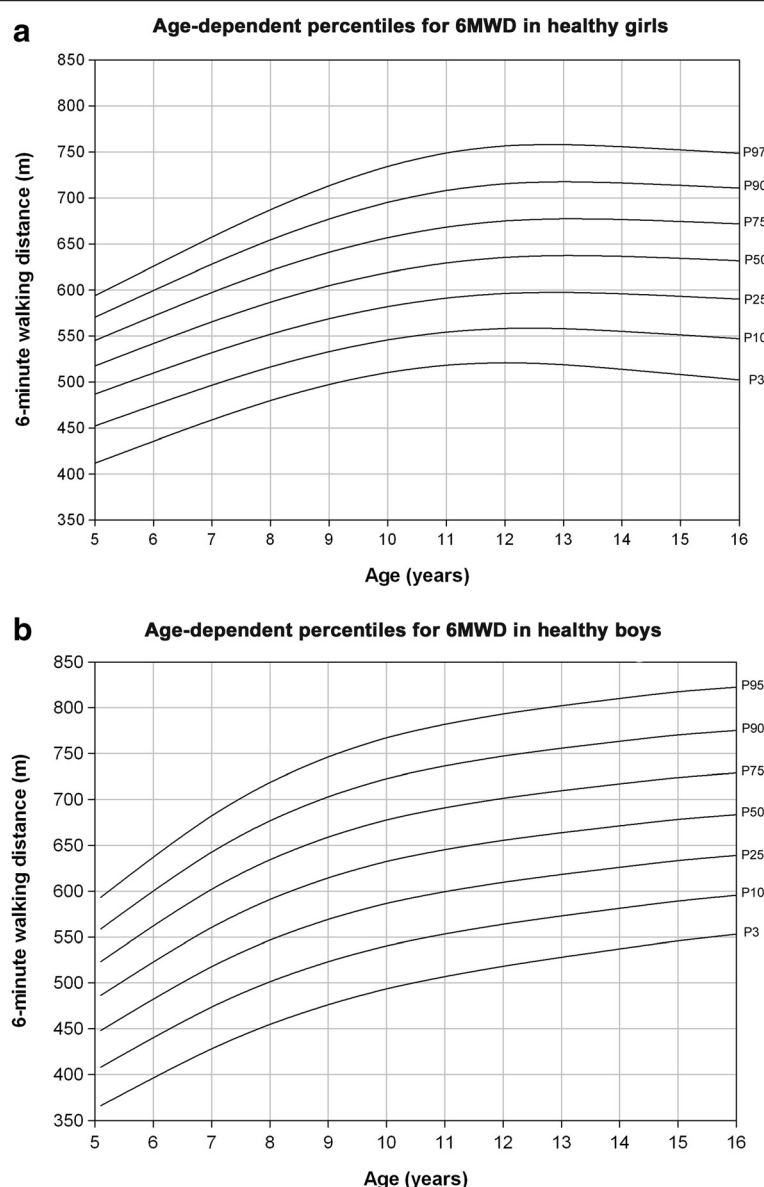 a
Age-dependent percentiles for 6MWD in healthy girls
850
800
750
700
650
600
550
500
450
400
350
6-minute walking distance (m)
P97
P90
P75
P50
P25
P10
P3
5 6 7 8 9 10 11 12 13 14 15 16
Age (years)
b
Age-dependent percentiles for 6MWD in healthy boys
850
800
750
700
650
600
550
500
450
400
350
6-minute walking distance (m)
P95
P90
P75
P50
P25
P10
P3
5 6 7 8 9 10 11 12 13 14 15 16
Age (years)